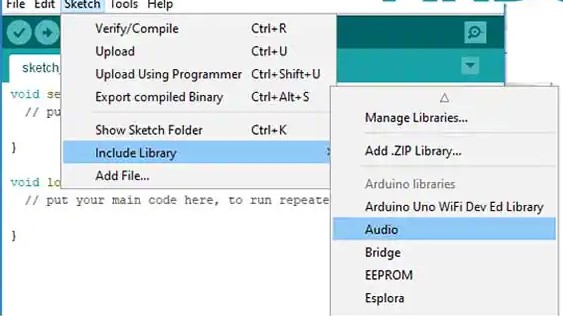 File Edit Sketch Tools Help
Verify/Compile Ctrl+R
Upload Ctrl+U
Upload Using Programmer Ctrl+Shift+U
Export compiled Binary Ctrl+Alt+S
Show Sketch Folder Ctrl+K
Include Library
Add File...
sketch_
void se
// pu
}
void lo
// put your main code here, to run repeate
}
Manage Libraries...
Add .ZIP Library...
Arduino libraries
Arduino Uno WiFi Dev Ed Library
Audio
Bridge
EEPROM
Esplora